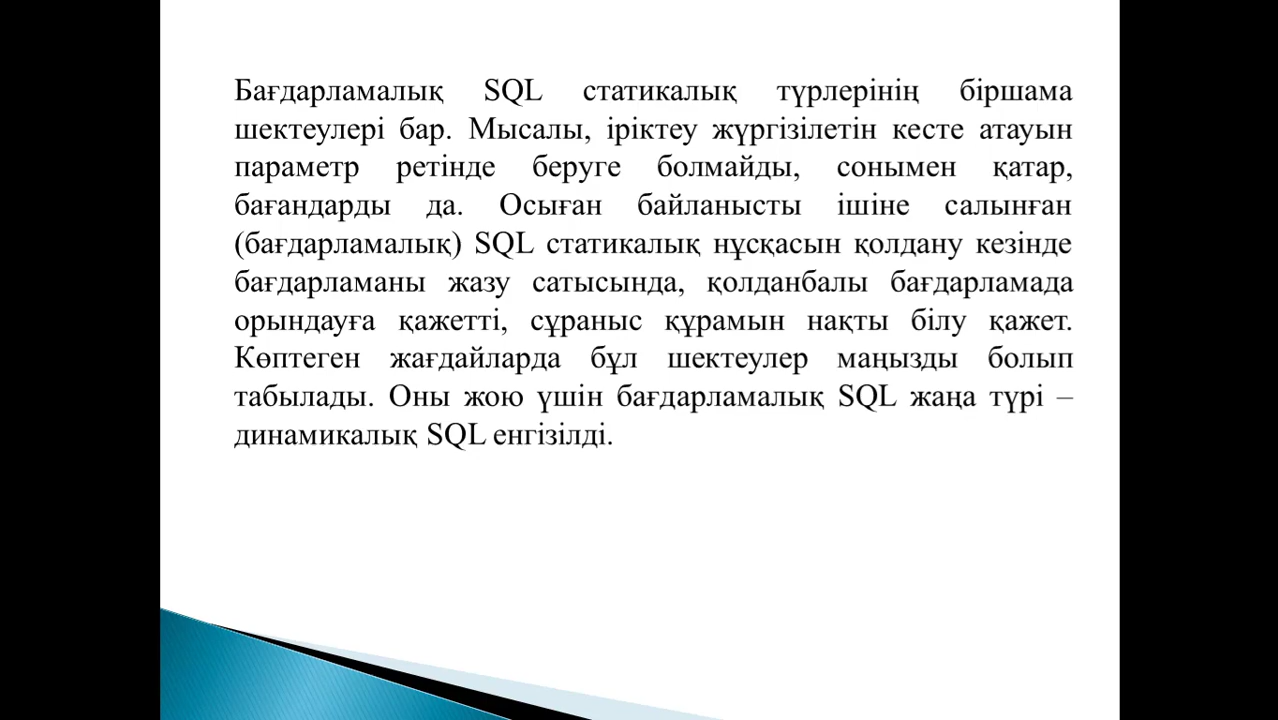 Бағдарламалық SQL статикалық түрлерінің біршама
шектеулері бар. Мысалы, іріктеу жүргізілетін кесте атауын
параметр ретінде беруге болмайды, сонымен қатар,
бағандарды да. Осыған байланысты ішіне салынған
(бағдарламалық) SQL статикалық нұсқасын қолдану кезінде
бағдарламаны жазу сатысында, қолданбалы бағдарламада
орындауға қажетті, сұраныс құрамын нақты білу қажет.
Көптеген жағдайларда бұл шектеулер маңызды болып
табылады. Оны жою үшін бағдарламалық SQL жаңа түрі –
динамикалық SQL енгізілді.